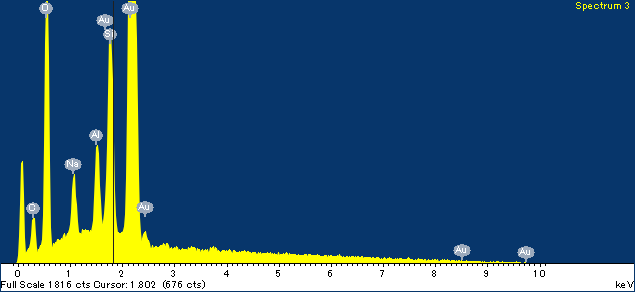 Spectrum 3
O Au Au Si Al Na C Au Au Au
0 1 2 3 4 5 6 7 8 9 10
Full Scale 1816 cts Cursor: 1.802 (676 cts) keV